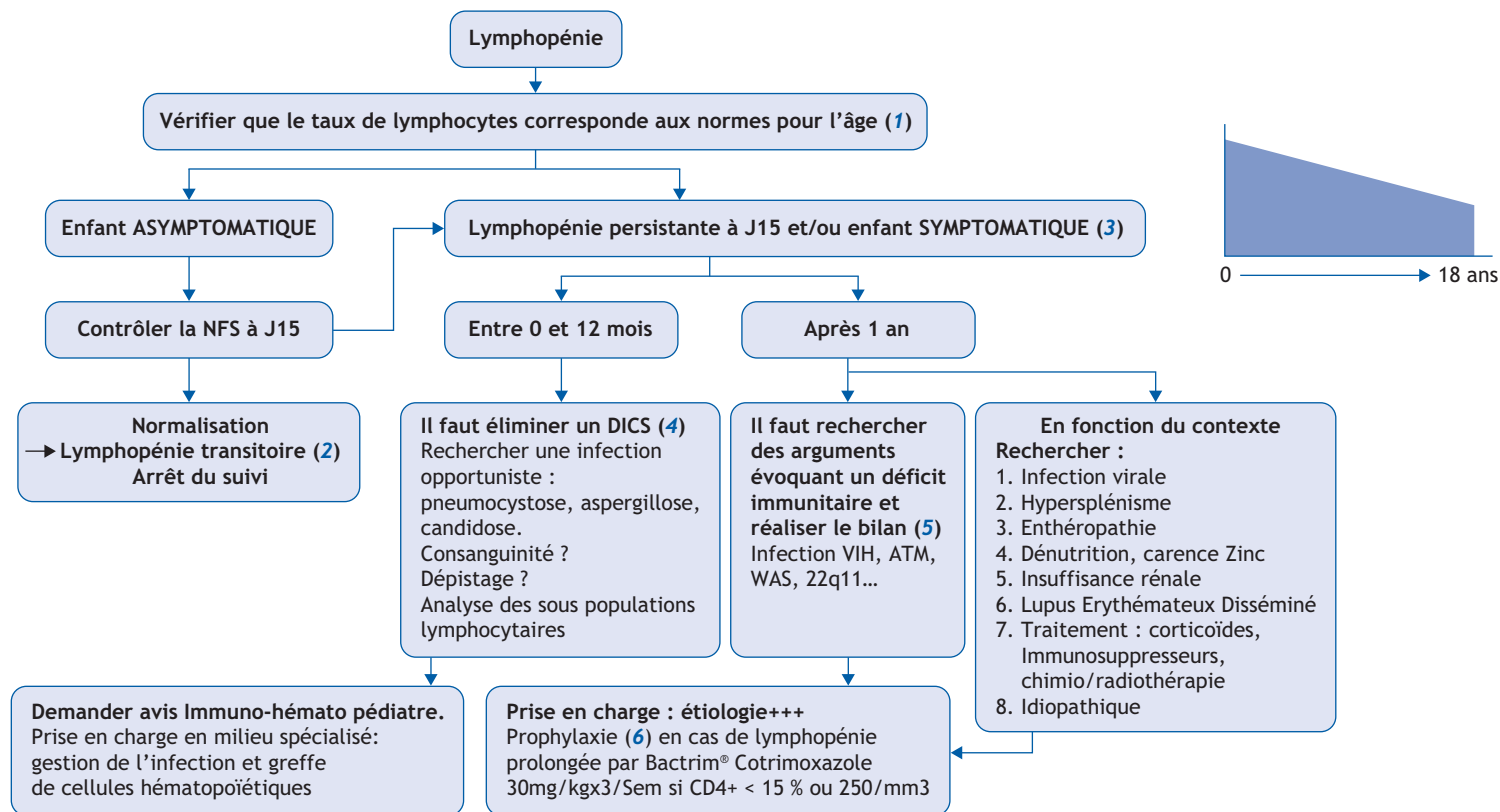 Lymphopénie
Vérifier que le taux de lymphocytes corresponde aux normes pour l’âge (1)
Enfant ASYMPTOMATIQUE
Lymphopénie persistante à J15 et/ou enfant SYMPTOMATIQUE (3)
0
18 ans
Contrôler la NFS à J15
Entre 0 et 12 mois
Après 1 an
Normalisation
Lymphopénie transitoire (2)
Arrêt du suivi
Il faut éliminer un DICS (4)
Rechercher une infection
opportuniste :
pneumocystose, aspergillose,
candidose.
Consanguinité ?
Dépistage ?
Analyse des sous populations
lymphocytaires
Il faut rechercher
des arguments
évoquant un déficit
immunitaire et
réaliser le bilan (5)
Infection VIH, ATM,
WAS, 22q11…
En fonction du contexte
Rechercher :
1. Infection virale
2. Hypersplénisme
3. Enthéropathie
4. Dénutrition, carence Zinc
5. Insuffisance rénale
6. Lupus Erythémateux Disséminé
7. Traitement : corticoïdes,
Immunosuppresseurs,
chimio/radiothérapie
8. Idiopathique
Demander avis Immuno-hémato pédiatre.
Prise en charge en milieu spécialisé:
gestion de l’infection et greffe
de cellules hématopoïétiques
Prise en charge : étiologie+++
Prophylaxie (6) en cas de lymphopénie
prolongée par Bactrim® Cotrimoxazole
30mg/kgx3/Sem si CD4+ < 15 % ou 250/mm3